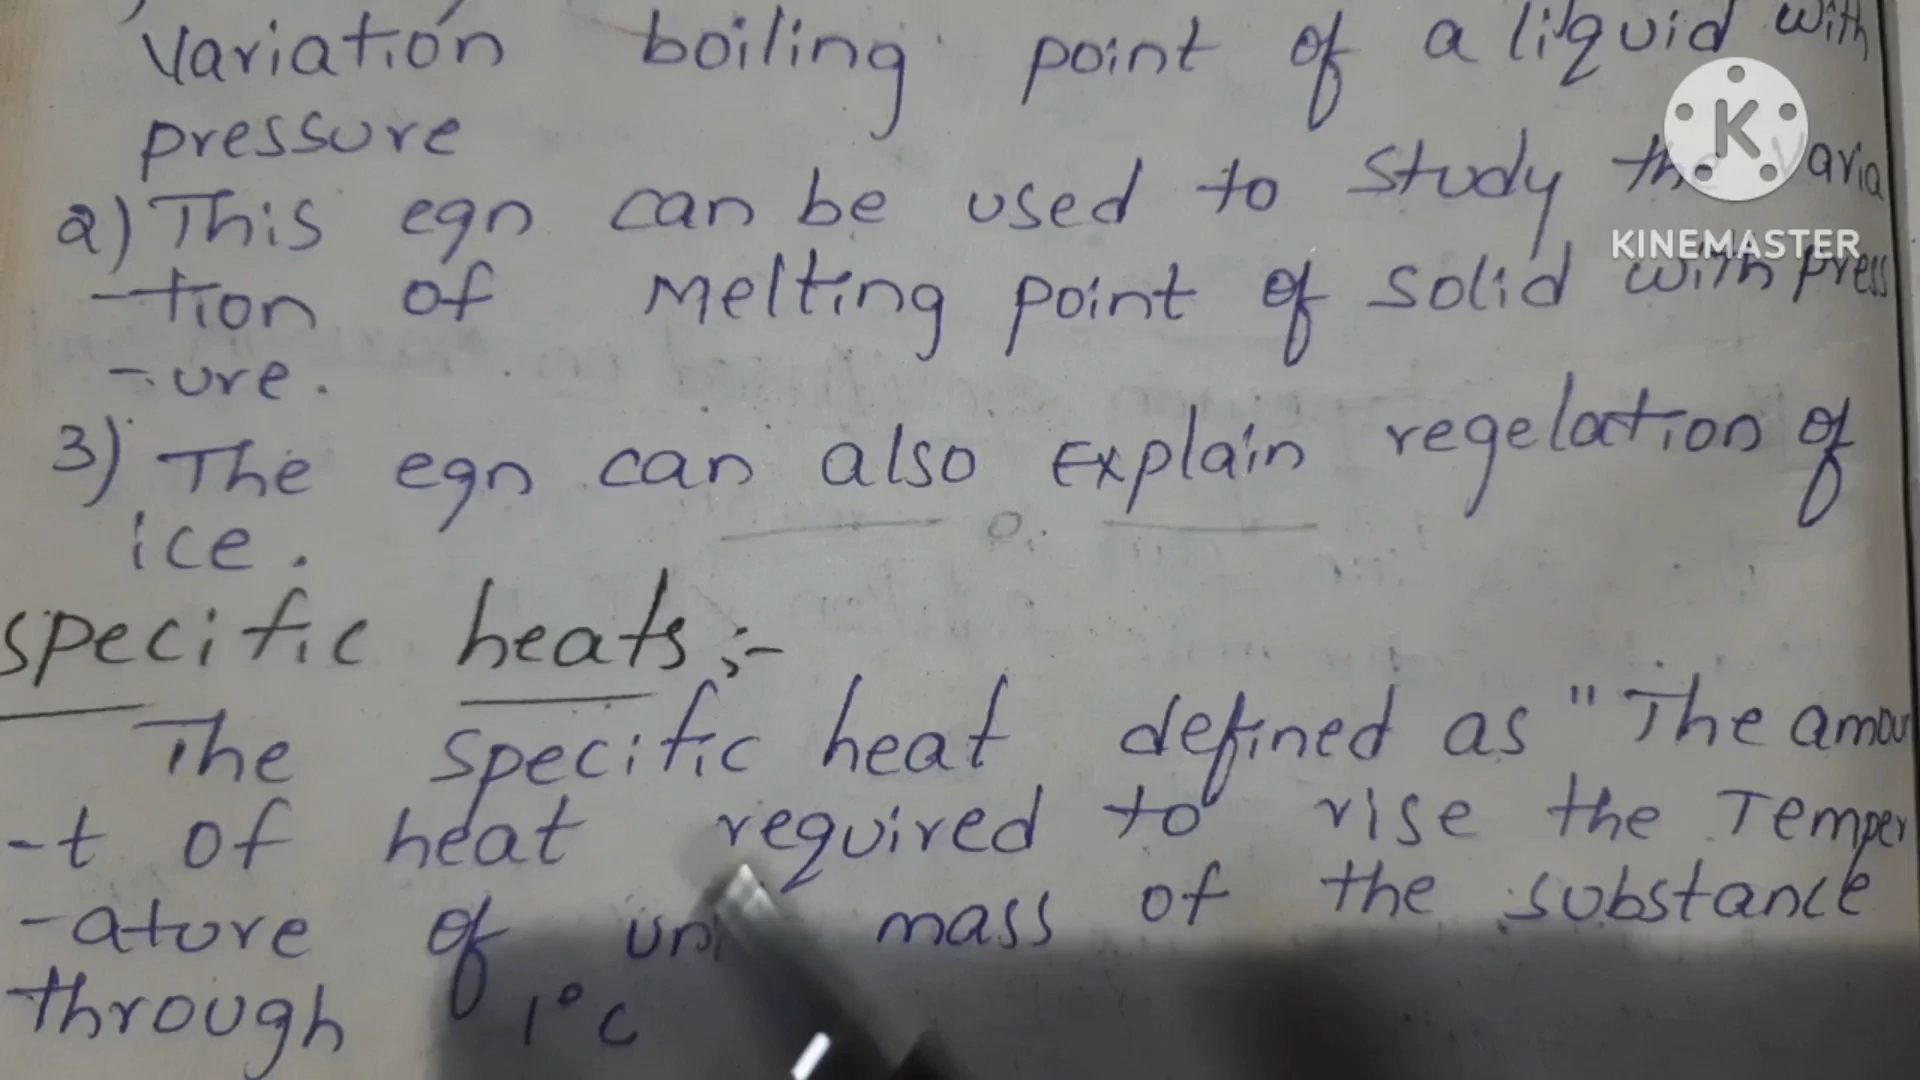 Variation boiling point of a liquid with
pressure
2) This eqn can be used to study the Varia
-tion of Melting point of solid with press
-ure.
3) The eqn can also Explain regelation of
ice.
specific heats:-
The specific heat defined as "The amou
-t of heat required to rise the Temper
-ature of mass of the substance
through 1°c
K
KINEMASTER